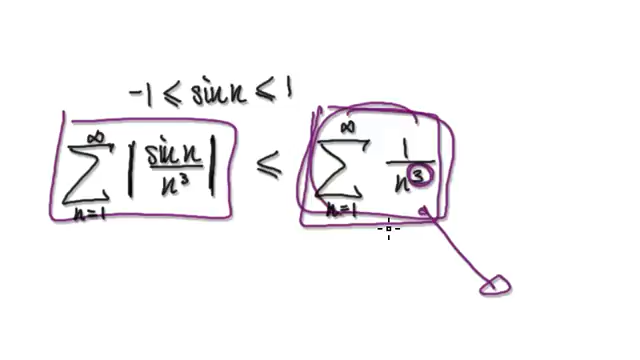 -1 ≤ sin n ≤ 1
∑_{n=1}^{∞} |sin n / n³| ≤ ∑_{n=1}^{∞} 1 / n³